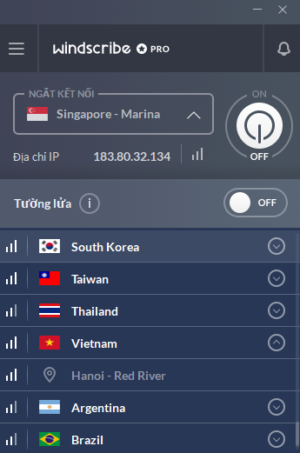 windscribe PRO
NGẮT KẾT NỐI
ON
Singapore - Marina
OFF
Địa chỉ IP 183.80.32.134
Tường lửa i OFF
South Korea
Taiwan
Thailand
Vietnam
Hanoi - Red River
Argentina
Brazil